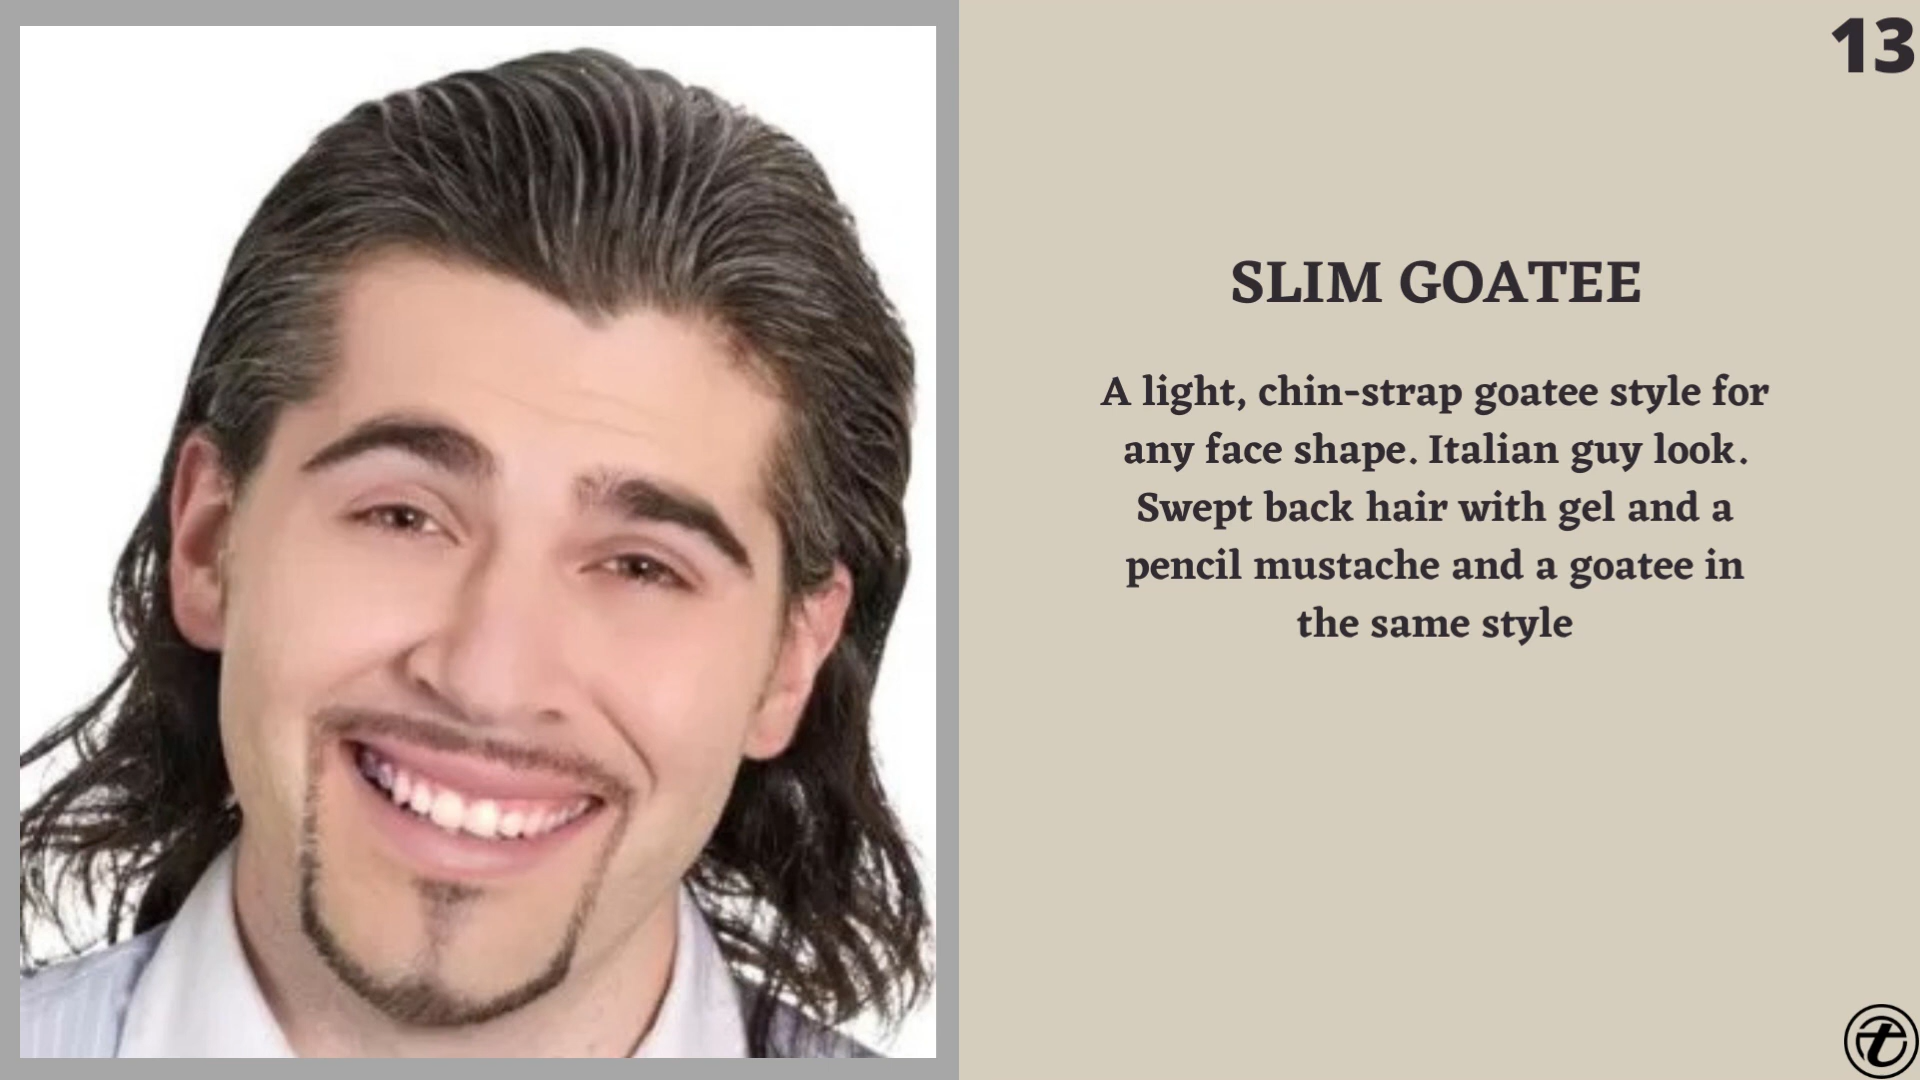 13
SLIM GOATEE
A light, chin-strap goatee style for
any face shape. Italian guy look.
Swept back hair with gel and a
pencil mustache and a goatee in
the same style
t